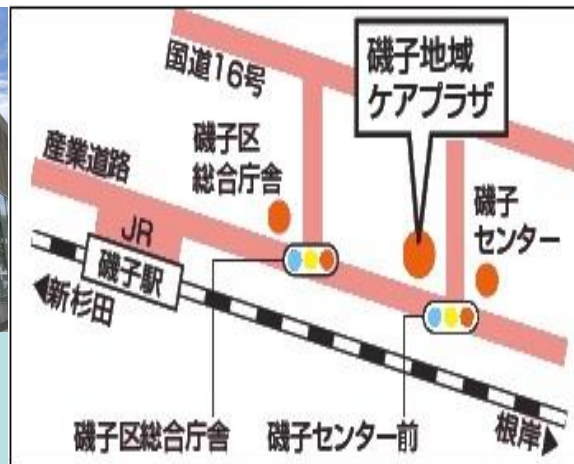 国道16号
磯子地域
ケアプラザ
産業道路
磯子区
総合庁舎
磯子
センター
JR
磯子駅
新杉田
磯子区総合庁舎
磯子センター前
根岸